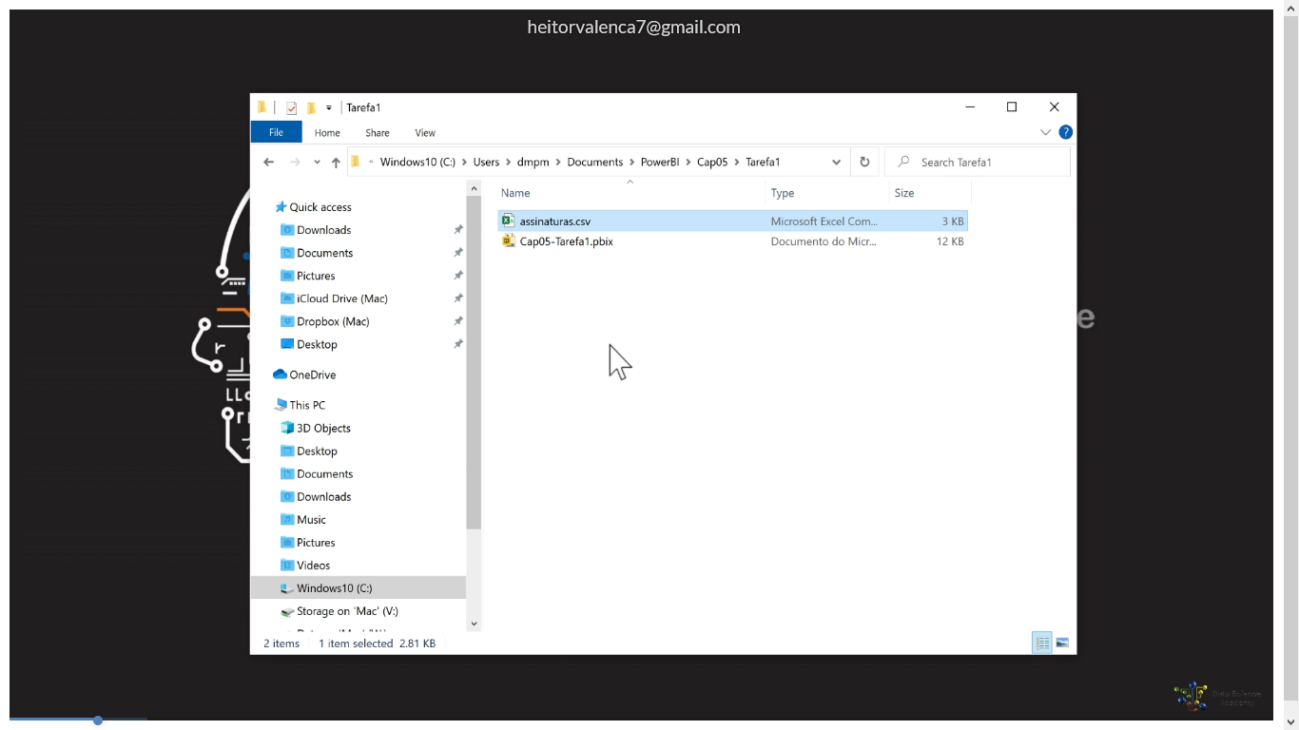 heitorvalenca7@gmail.com
Tarefa1
File Home Share View
Windows10 (C:) › Users › dmpm › Documents › PowerBI › Cap05 › Tarefa1
Search Tarefa1
Name Type Size
Quick access
assinaturas.csv Microsoft Excel Com... 3 KB
Downloads
Cap05-Tarefa1.pbix Documento do Micr... 12 KB
Documents
Pictures
iCloud Drive (Mac)
Dropbox (Mac)
e
Desktop
OneDrive
This PC
3D Objects
Desktop
Documents
Downloads
Music
Pictures
Videos
Windows10 (C:)
Storage on 'Mac' (V:)
2 items 1 item selected 2.81 KB
Data Science
Academy